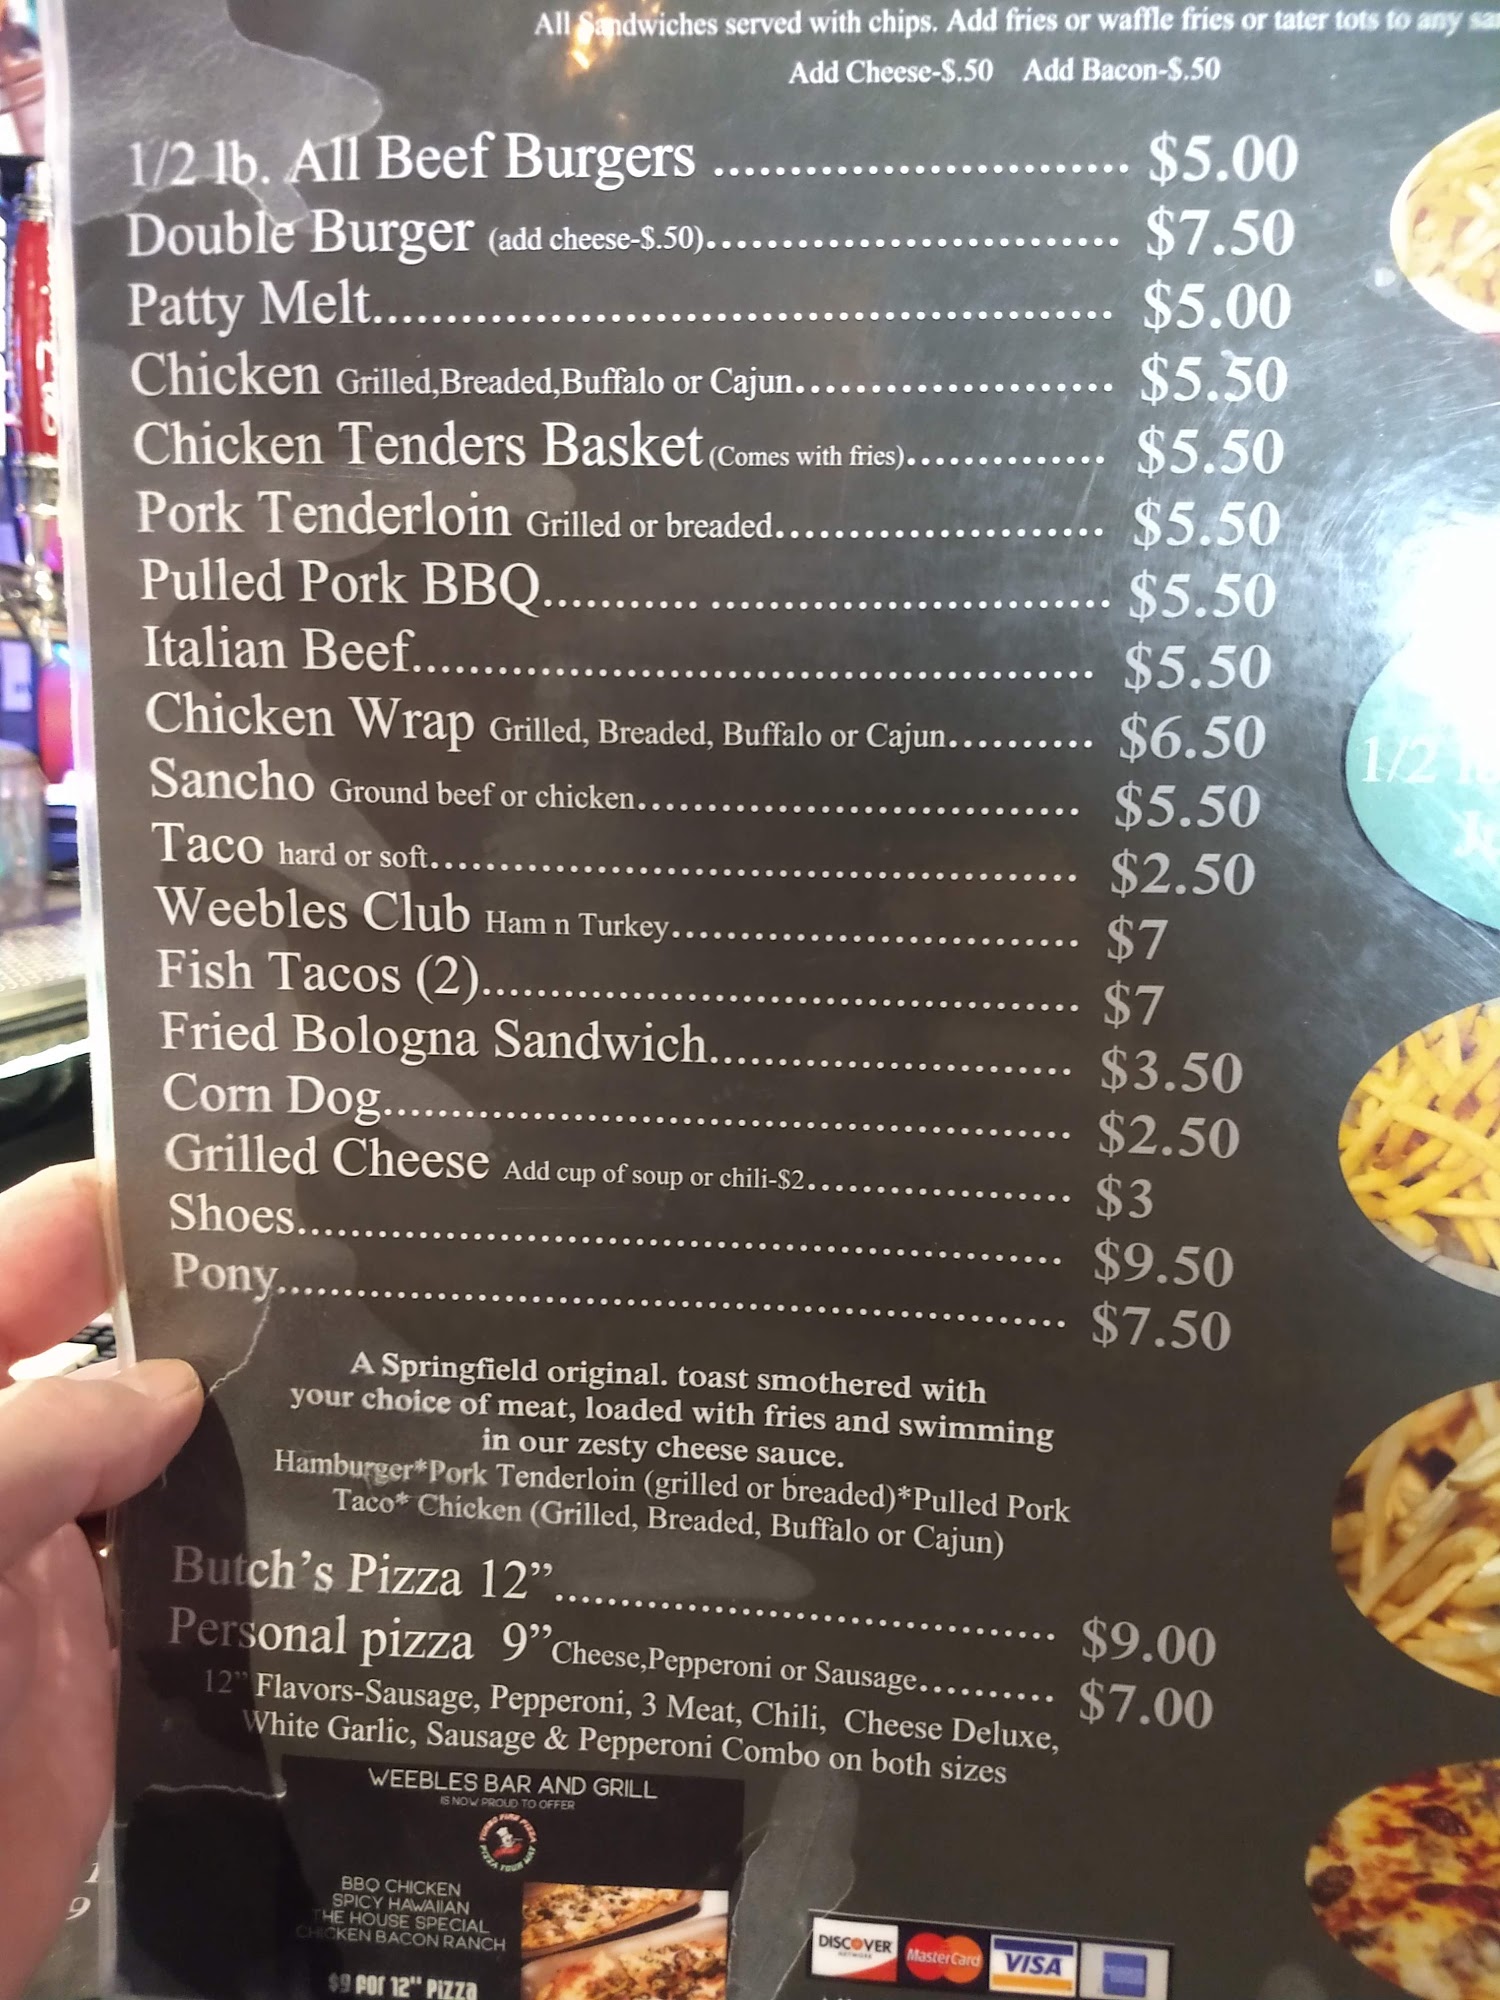 All Sandwiches served with chips. Add fries or waffle fries or tater tots to any
Add Cheese-$.50 Add Bacon-$.50
1/2 lb. All Beef Burgers ........................... $5.00
Double Burger (add cheese-$.50)........................... $7.50
Patty Melt.................................................. $5.00
Chicken Grilled,Breaded,Buffalo or Cajun..................... $5.50
Chicken Tenders Basket (Comes with fries).............. $5.50
Pork Tenderloin Grilled or breaded...................... $5.50
Pulled Pork BBQ........... ........................... $5.50
Italian Beef.............................................. $5.50
Chicken Wrap Grilled, Breaded, Buffalo or Cajun.......... $6.50
Sancho Ground beef or chicken.............................. $5.50
Taco hard or soft............................................ $2.50
Weebles Club Ham n Turkey............................ $7
Fish Tacos (2)......................................... $7
Fried Bologna Sandwich......................... $3.50
Corn Dog............................................... $2.50
Grilled Cheese Add cup of soup or chili-$2.................. $3
Shoes.................................................... $9.50
Pony...................................................... $7.50
A Springfield original. toast smothered with
your choice of meat, loaded with fries and swimming
in our zesty cheese sauce.
Hamburger*Pork Tenderloin (grilled or breaded)*Pulled Pork
Taco* Chicken (Grilled, Breaded, Buffalo or Cajun)
Butch's Pizza 12”.................................. $9.00
Personal pizza 9”Cheese,Pepperoni or Sausage.......... $7.00
12” Flavors-Sausage, Pepperoni, 3 Meat, Chili, Cheese Deluxe,
White Garlic, Sausage & Pepperoni Combo on both sizes
WEEBLES BAR AND GRILL
IS NOW PROUD TO OFFER
PIZZA YOUR WAY
BBQ CHICKEN
SPICY HAWAIIAN
THE HOUSE SPECIAL
CHICKEN BACON RANCH
$9 FOR 12" PIZZA
DISCOVER
NETWORK
MasterCard
VISA
1/2